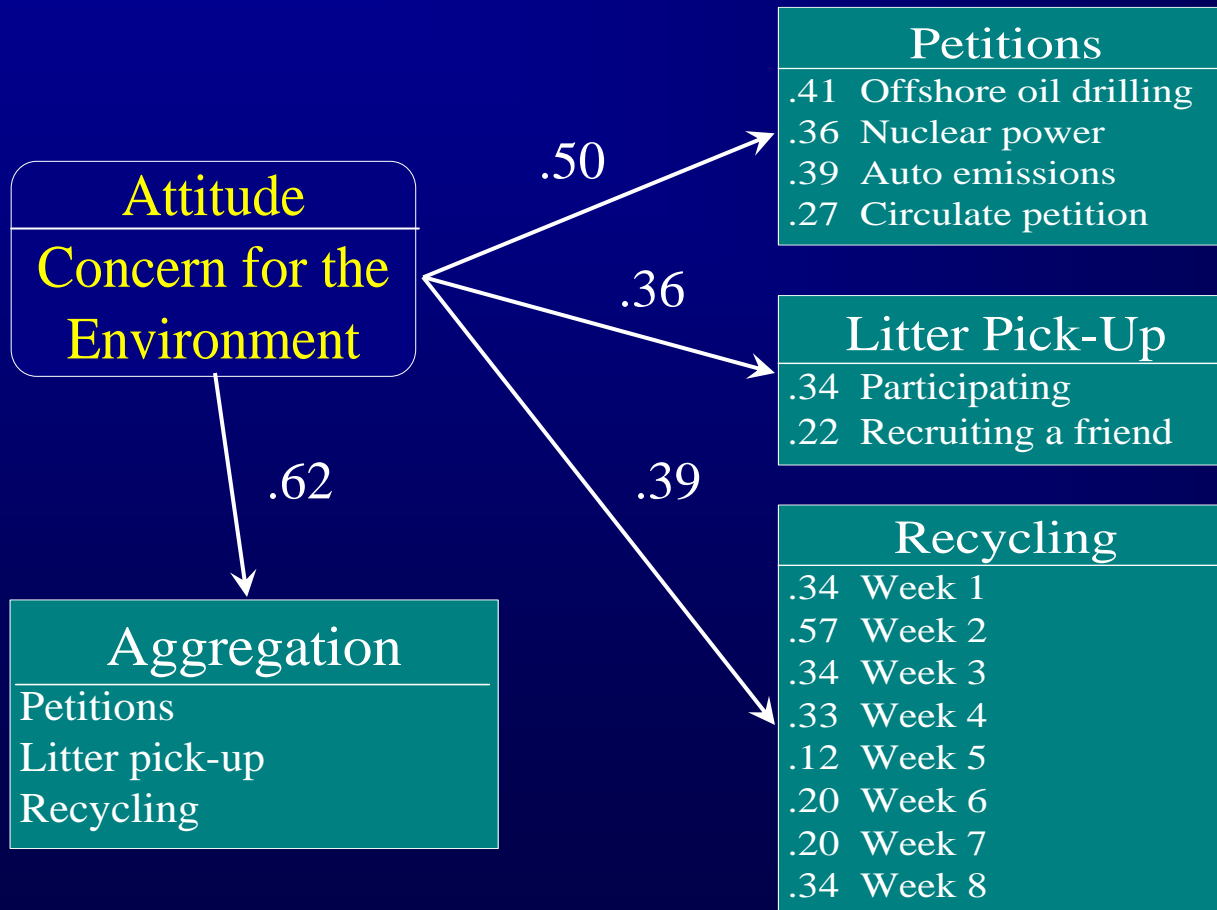 Attitude
Concern for the
Environment
.50
.36
.39
.62
Petitions
.41 Offshore oil drilling
.36 Nuclear power
.39 Auto emissions
.27 Circulate petition
Litter Pick-Up
.34 Participating
.22 Recruiting a friend
Recycling
.34 Week 1
.57 Week 2
.34 Week 3
.33 Week 4
.12 Week 5
.20 Week 6
.20 Week 7
.34 Week 8
Aggregation
Petitions
Litter pick-up
Recycling